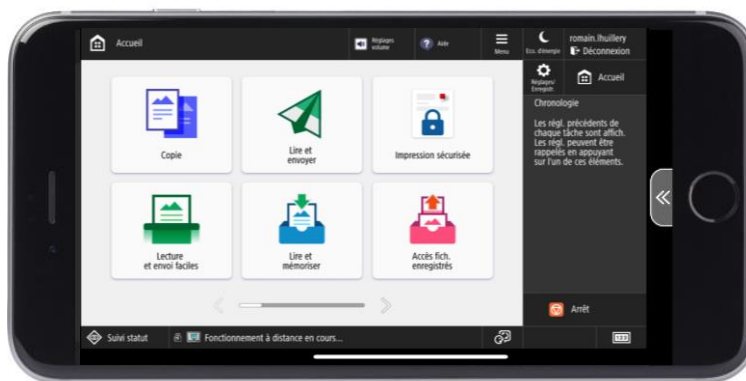 Accueil
Réglages
volume
Aide
Menu
Eco. d'énergie
romain.lhuillery
Déconnexion
Réglages/
Enregistr.
Accueil
Chronologie
Les régl. précédents de
chaque tâche sont affich.
Les régl. peuvent être
rappelés en appuyant
sur l'un de ces éléments.
Copie
Lire et
envoyer
Impression sécurisée
Lecture
et envoi faciles
Lire et
mémoriser
Accès fich.
enregistrés
Arrêt
Suivi statut
Fonctionnement à distance en cours...
123